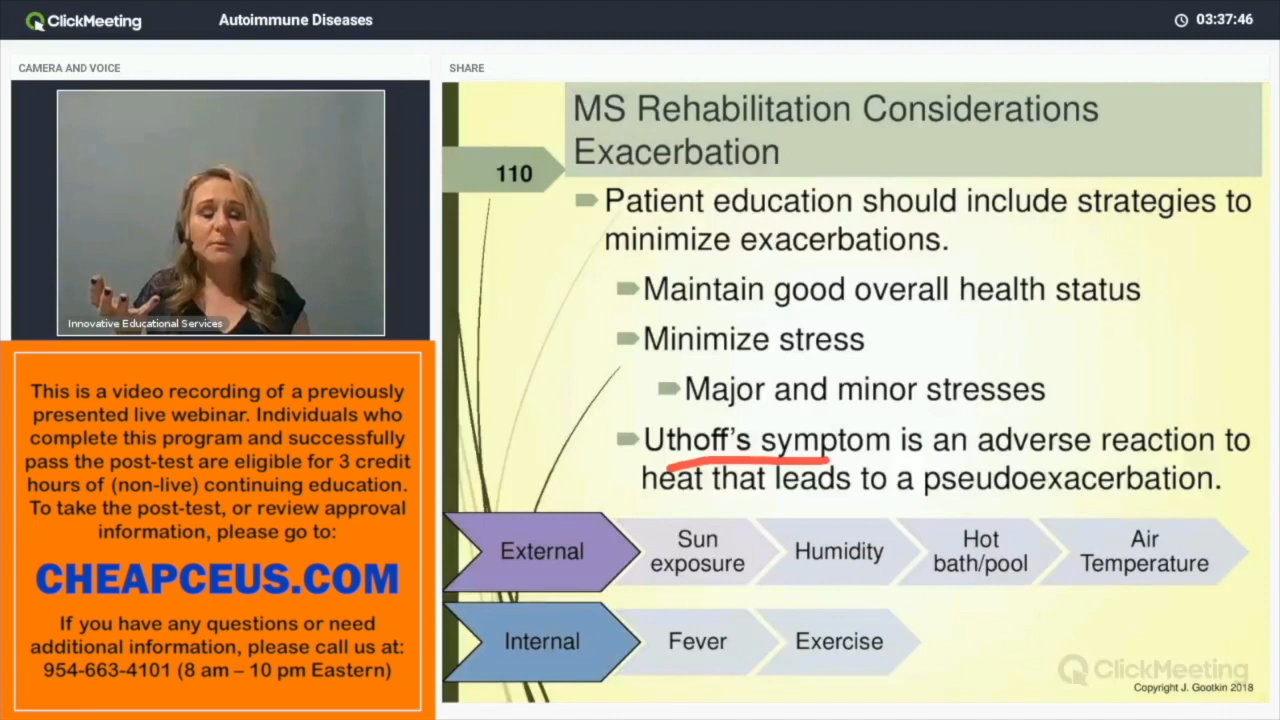 ClickMeeting
Autoimmune Diseases
03:37:46
CAMERA AND VOICE
SHARE
Innovative Educational Services
This is a video recording of a previously
presented live webinar. Individuals who
complete this program and successfully
pass the post-test are eligible for 3 credit
hours of (non-live) continuing education.
To take the post-test, or review approval
information, please go to:
CHEAPCEUS.COM
If you have any questions or need
additional information, please call us at:
954-663-4101 (8 am – 10 pm Eastern)
MS Rehabilitation Considerations
Exacerbation
110
Patient education should include strategies to
minimize exacerbations.
Maintain good overall health status
Minimize stress
Major and minor stresses
Uthoff's symptom is an adverse reaction to
heat that leads to a pseudoexacerbation.
External
Sun
exposure
Humidity
Hot
bath/pool
Air
Temperature
Internal
Fever
Exercise
ClickMeeting
Copyright J. Gootkin 2018